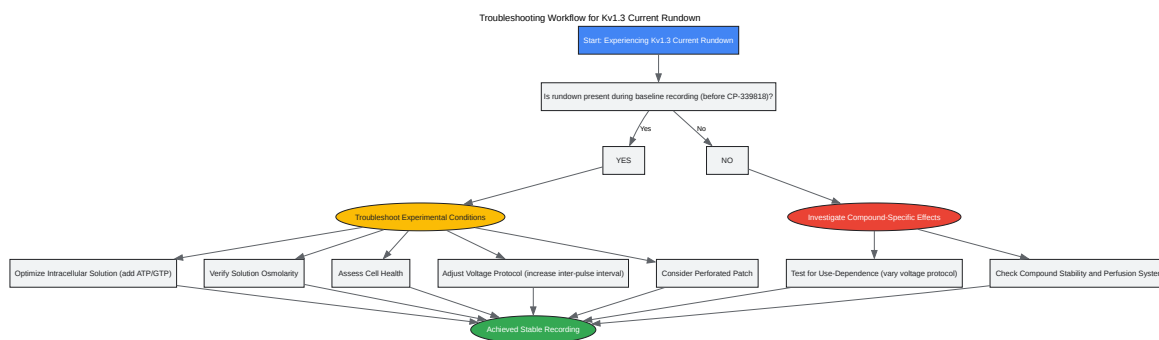 Troubleshooting Workflow for Kv1.3 Current Rundown
Start: Experiencing Kv1.3 Current Rundown
Is rundown present during baseline recording (before CP-339818)?
Yes
No
YES
NO
Troubleshoot Experimental Conditions
Investigate Compound-Specific Effects
Optimize Intracellular Solution (add ATP/GTP)
Verify Solution Osmolarity
Assess Cell Health
Adjust Voltage Protocol (increase inter-pulse interval)
Consider Perforated Patch
Test for Use-Dependence (vary voltage protocol)
Check Compound Stability and Perfusion System
Achieved Stable Recording